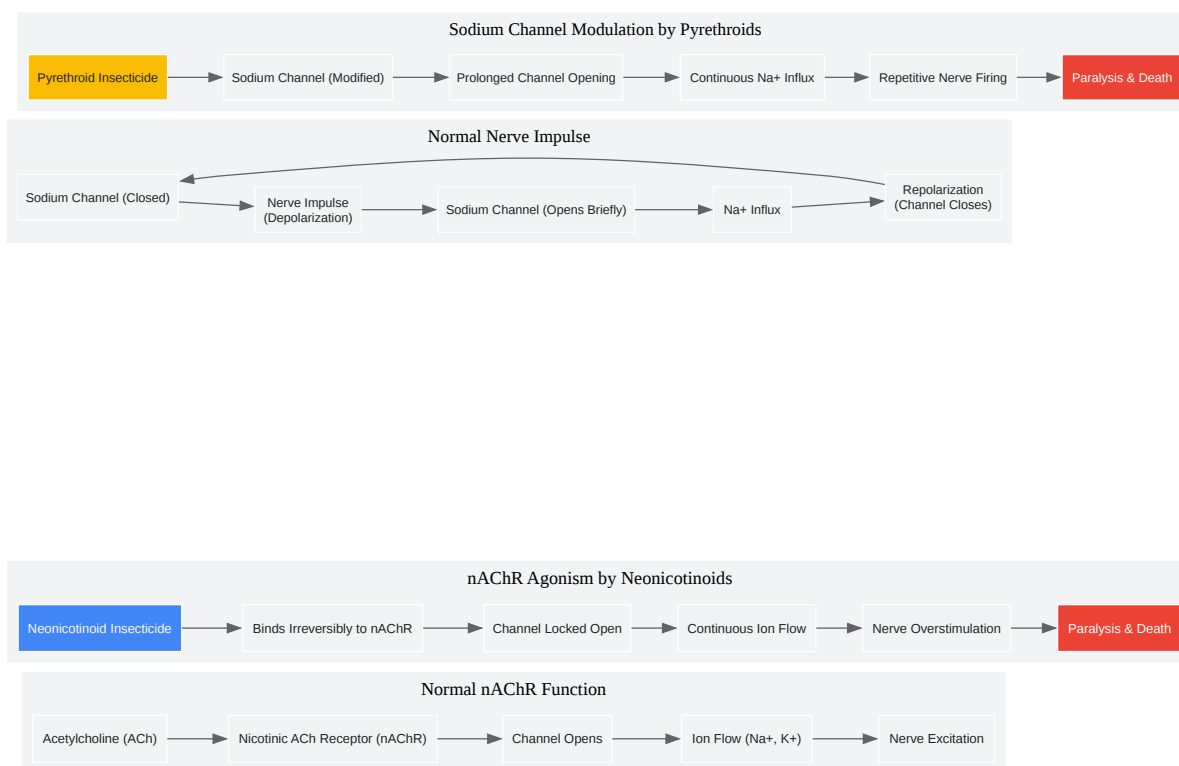 Sodium Channel Modulation by Pyrethroids
Pyrethroid Insecticide
Sodium Channel (Modified)
Prolonged Channel Opening
Continuous Na+ Influx
Repetitive Nerve Firing
Paralysis & Death
Normal Nerve Impulse
Sodium Channel (Closed)
Nerve Impulse
(Depolarization)
Sodium Channel (Opens Briefly)
Na+ Influx
Repolarization
(Channel Closes)
nAChR Agonism by Neonicotinoids
Neonicotinoid Insecticide
Binds Irreversibly to nAChR
Channel Locked Open
Continuous Ion Flow
Nerve Overstimulation
Paralysis & Death
Normal nAChR Function
Acetylcholine (ACh)
Nicotinic ACh Receptor (nAChR)
Channel Opens
Ion Flow (Na+, K+)
Nerve Excitation